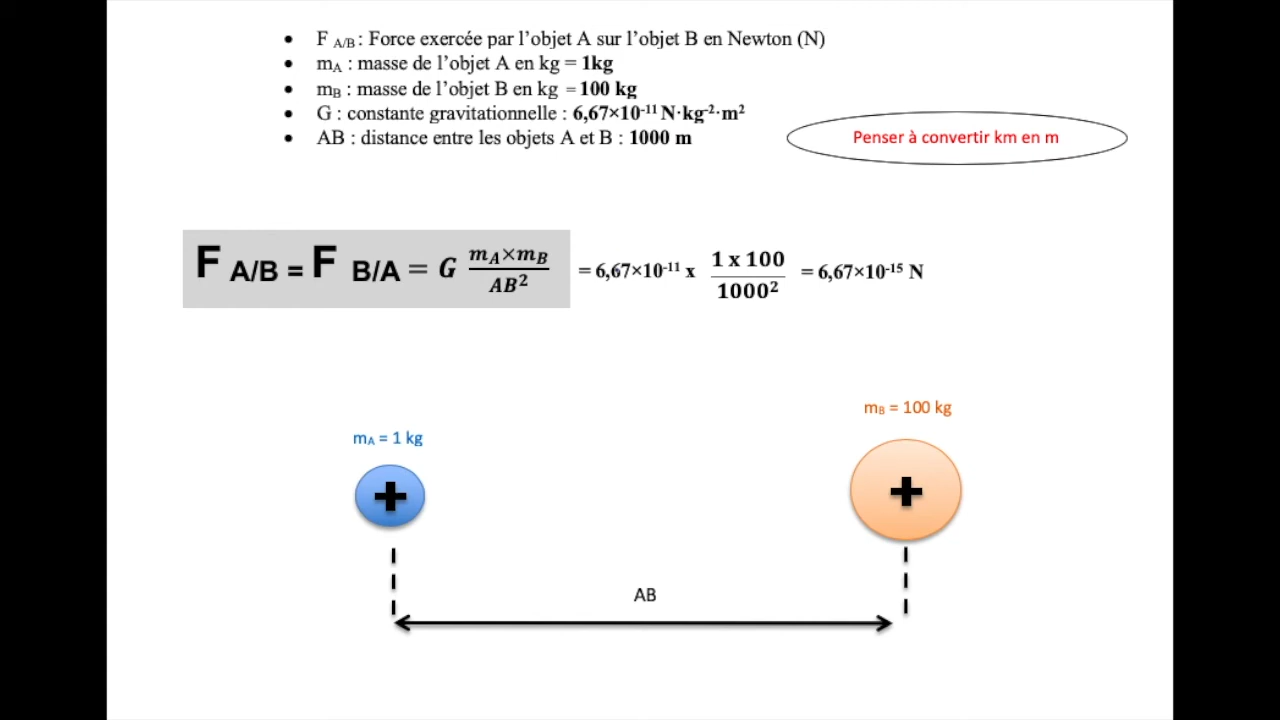 • F A/B : Force exercée par l’objet A sur l’objet B en Newton (N)
• mA : masse de l’objet A en kg = 1kg
• mB : masse de l’objet B en kg = 100 kg
• G : constante gravitationnelle : 6,67×10⁻¹¹ N·kg⁻²·m²
• AB : distance entre les objets A et B : 1000 m
Penser à convertir km en m
F A/B = F B/A = G (mA×mB)/AB² = 6,67×10⁻¹¹ x (1 x 100)/1000² = 6,67×10⁻¹⁵ N
mB = 100 kg
mA = 1 kg
+ +
AB